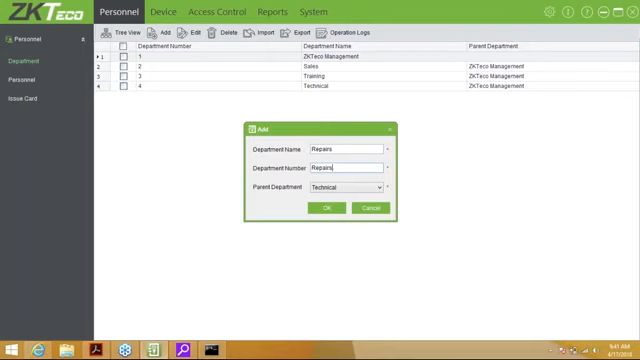 ZKTeco
Personnel Device Access Control Reports System
Personnel
Department
Personnel
Issue Card
Tree View Add Edit Delete Import Export Operation Logs
Department Number Department Name Parent Department
1 1 ZKTeco Management
2 2 Sales ZKTeco Management
3 3 Training ZKTeco Management
4 4 Technical ZKTeco Management
Add
Department Name Repairs *
Department Number Repairs *
Parent Department Technical *
OK Cancel
9:41 AM